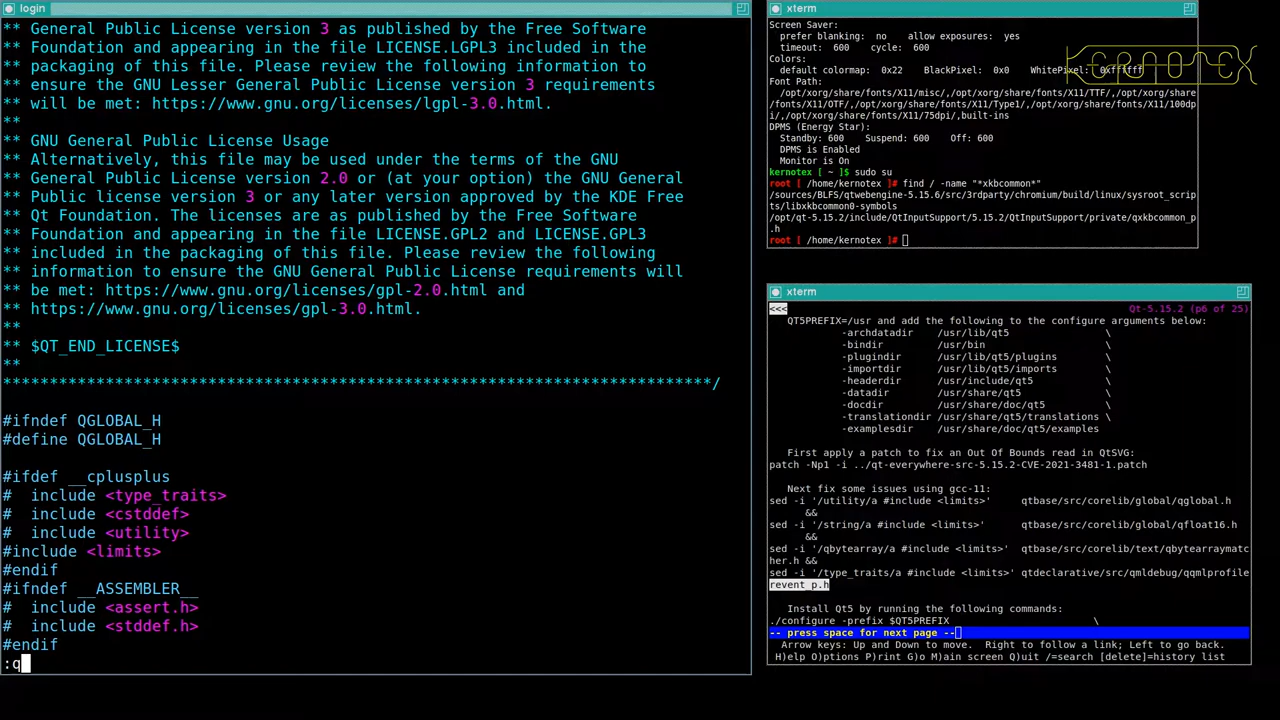 login
** General Public License version 3 as published by the Free Software
** Foundation and appearing in the file LICENSE.LGPL3 included in the
** packaging of this file. Please review the following information to
** ensure the GNU Lesser General Public License version 3 requirements
** will be met: https://www.gnu.org/licenses/lgpl-3.0.html.
**
** GNU General Public License Usage
** Alternatively, this file may be used under the terms of the GNU
** General Public License version 2.0 or (at your option) the GNU General
** Public license version 3 or any later version approved by the KDE Free
** Qt Foundation. The licenses are as published by the Free Software
** Foundation and appearing in the file LICENSE.GPL2 and LICENSE.GPL3
** included in the packaging of this file. Please review the following
** information to ensure the GNU General Public License requirements will
** be met: https://www.gnu.org/licenses/gpl-2.0.html and
** https://www.gnu.org/licenses/gpl-3.0.html.
**
** $QT_END_LICENSE$
**
****************************************************************************/
#ifndef QGLOBAL_H
#define QGLOBAL_H
#ifdef __cplusplus
#  include <type_traits>
#  include <cstddef>
#  include <utility>
#include <limits>
#endif
#ifndef __ASSEMBLER__
#  include <assert.h>
#  include <stddef.h>
#endif
:q
xterm
Screen Saver:
prefer blanking:  no    allow exposures:  yes
timeout:  600    cycle:  600
Colors:
default colormap:  0x22    BlackPixel:  0x0    WhitePixel:  0xffffff
Font Path:
/opt/xorg/share/fonts/X11/misc/,/opt/xorg/share/fonts/X11/TTF/,/opt/xorg/share
/fonts/X11/OTF/,/opt/xorg/share/fonts/X11/Type1/,/opt/xorg/share/fonts/X11/100dp
i/,/opt/xorg/share/fonts/X11/75dpi/,built-ins
DPMS (Energy Star):
Standby: 600    Suspend: 600    Off: 600
DPMS is Enabled
Monitor is On
kernotex [ ~ ]$ sudo su
root [ /home/kernotex ]# find / -name "*xkbcommon*"
/sources/BLFS/qtwebengine-5.15.6/src/3rdparty/chromium/build/linux/sysroot_scrip
ts/libxkbcommon0-symbols
/opt/qt-5.15.2/include/QtInputSupport/5.15.2/QtInputSupport/private/qxkbcommon_p
.h
root [ /home/kernotex ]#
KERNOTEX
xterm
<<< Qt-5.15.2 (p6 of 25)
QT5PREFIX=/usr and add the following to the configure arguments below:
-archdatadir    /usr/lib/qt5                \
-bindir         /usr/bin                    \
-plugindir      /usr/lib/qt5/plugins        \
-importdir      /usr/lib/qt5/imports        \
-headerdir      /usr/include/qt5            \
-datadir        /usr/share/qt5              \
-docdir         /usr/share/doc/qt5          \
-translationdir /usr/share/qt5/translations \
-examplesdir    /usr/share/doc/qt5/examples
First apply a patch to fix an Out Of Bounds read in QtSVG:
patch -Np1 -i ../qt-everywhere-src-5.15.2-CVE-2021-3481-1.patch
Next fix some issues using gcc-11:
sed -i '/utility/a #include <limits>'      qtbase/src/corelib/global/qglobal.h
&&
sed -i '/string/a #include <limits>'       qtbase/src/corelib/global/qfloat16.h
&&
sed -i '/qbytearray/a #include <limits>'   qtbase/src/corelib/text/qbytearraymatc
her.h &&
sed -i '/type_traits/a #include <limits>'  qtdeclarative/src/qmldebug/qqmlprofile
revent_p.h
Install Qt5 by running the following commands:
./configure -prefix $QT5PREFIX                        \
-- press space for next page --
Arrow keys: Up and Down to move.  Right to follow a link; Left to go back.
H)elp O)ptions P)rint G)o M)ain screen Q)uit /=search [delete]=history list